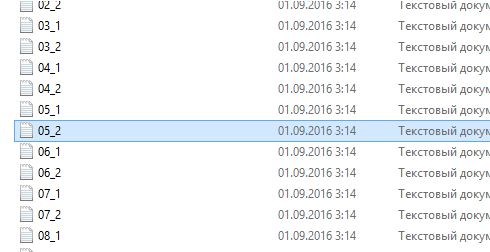 02_2 01.09.2016 3:14 Текстовый докум
03_1 01.09.2016 3:14 Текстовый докум
03_2 01.09.2016 3:14 Текстовый докум
04_1 01.09.2016 3:14 Текстовый докум
04_2 01.09.2016 3:14 Текстовый докум
05_1 01.09.2016 3:14 Текстовый докум
05_2 01.09.2016 3:14 Текстовый докум
06_1 01.09.2016 3:14 Текстовый докум
06_2 01.09.2016 3:14 Текстовый докум
07_1 01.09.2016 3:14 Текстовый докум
07_2 01.09.2016 3:14 Текстовый докум
08_1 01.09.2016 3:14 Текстовый докум